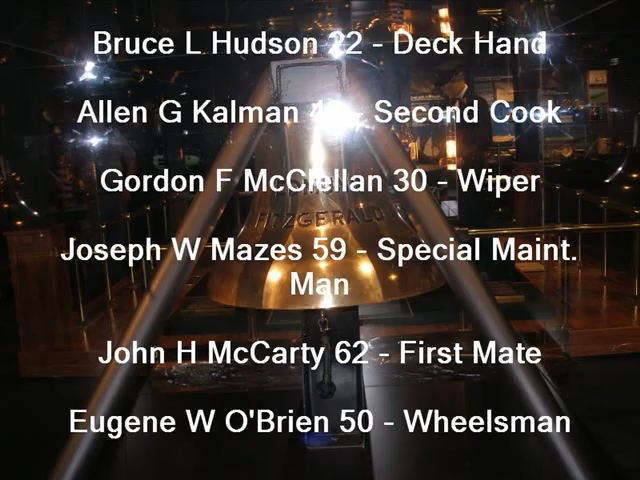 Bruce L Hudson 22 - Deck Hand
Allen G Kalman - Second Cook
Gordon F McClellan 30 - Wiper
FITZGERALD
Joseph W Mazes 59 - Special Maint.
Man
John H McCarty 62 - First Mate
Eugene W O'Brien 50 - Wheelsman